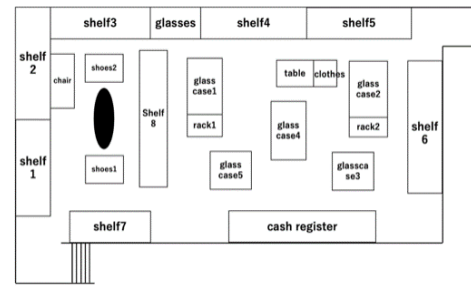 shelf3
glasses
shelf4
shelf5
shelf
2
chair
shoes2
Shelf
8
glass
case1
rack1
table
clothes
glass
case2
rack2
glass
case4
shelf
6
shelf
1
shoes1
glass
case5
glassca
se3
shelf7
cash register